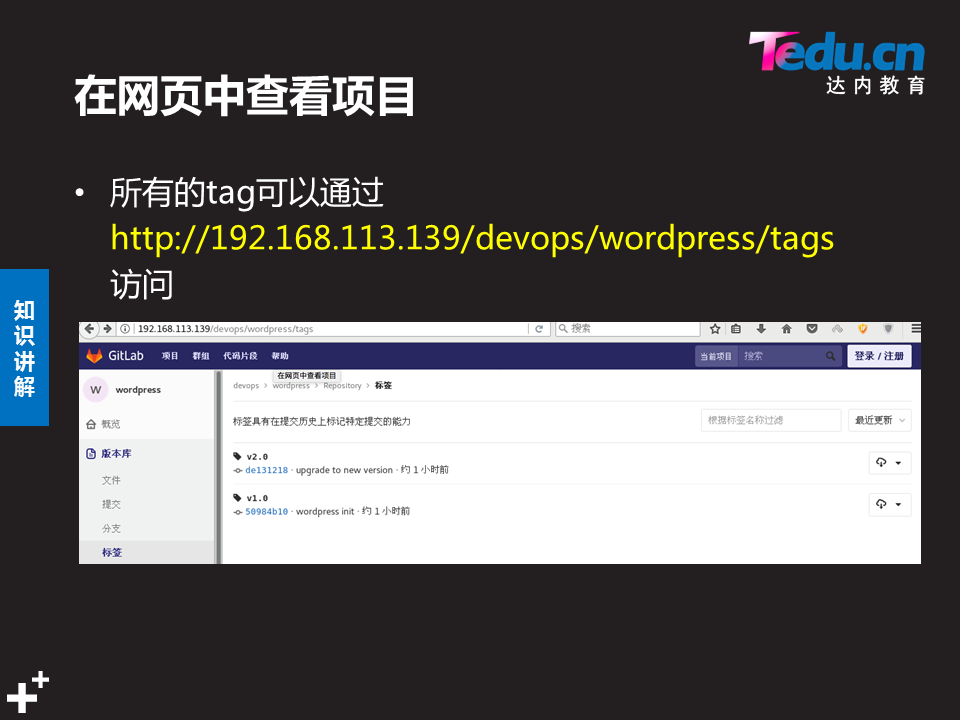 Tedu.cn
达内教育
在网页中查看项目
• 所有的tag可以通过
http://192.168.113.139/devops/wordpress/tags
访问
知识讲解
192.168.113.139/devops/wordpress/tags
搜索
GitLab 项目 群组 代码片段 帮助 当前项目 搜索 登录 / 注册
在网页中查看项目
W wordpress
devops › wordpress › Repository › 标签
概览
标签具有在提交历史上标记特定提交的能力
根据标签名称过滤
最近更新
版本库
v2.0
de131218 · upgrade to new version · 约 1 小时前
文件
v1.0
提交
50984b10 · wordpress init · 约 1 小时前
分支
标签